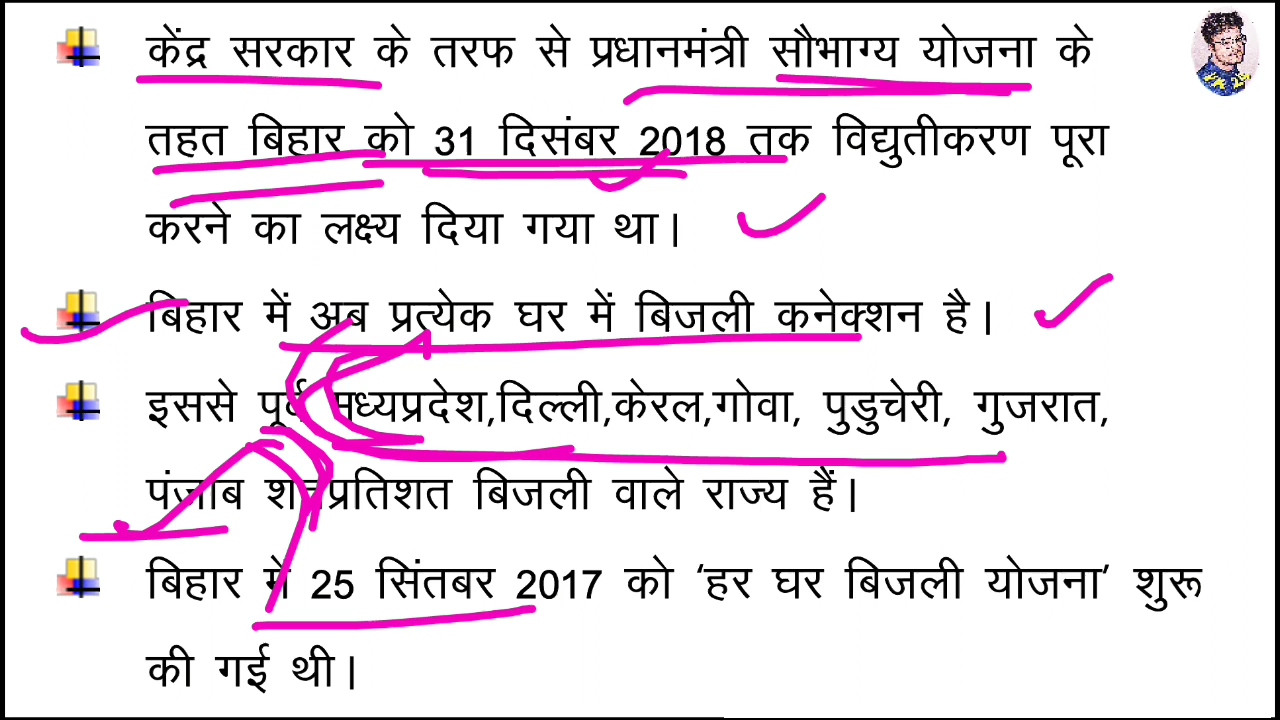 केंद्र सरकार के तरफ से प्रधानमंत्री सौभाग्य योजना के
तहत बिहार को 31 दिसंबर 2018 तक विद्युतीकरण पूरा
करने का लक्ष्य दिया गया था।
बिहार में अब प्रत्येक घर में बिजली कनेक्शन है।
इससे पूर्व मध्यप्रदेश,दिल्ली,केरल,गोवा, पुडुचेरी, गुजरात,
पंजाब शतप्रतिशत बिजली वाले राज्य हैं।
बिहार में 25 सिंतबर 2017 को ‘हर घर बिजली योजना’ शुरू
की गई थी।